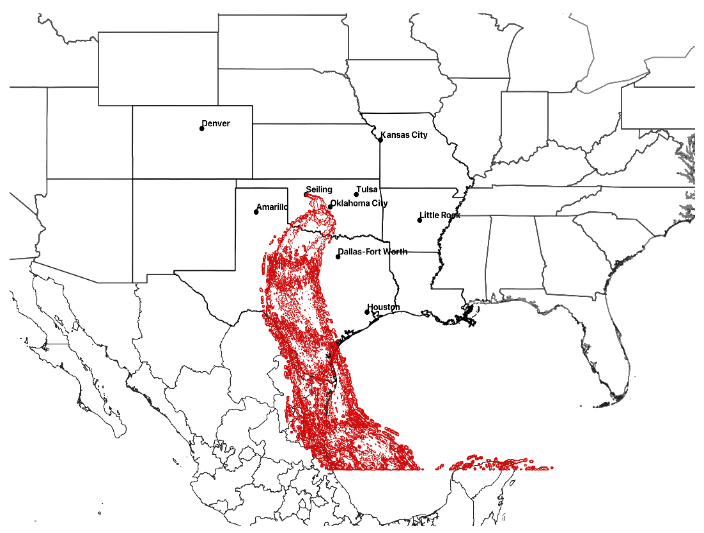 Denver
Kansas City
Seiling
Tulsa
Amarillo
Oklahoma City
Little Rock
Dallas-Fort Worth
Houston